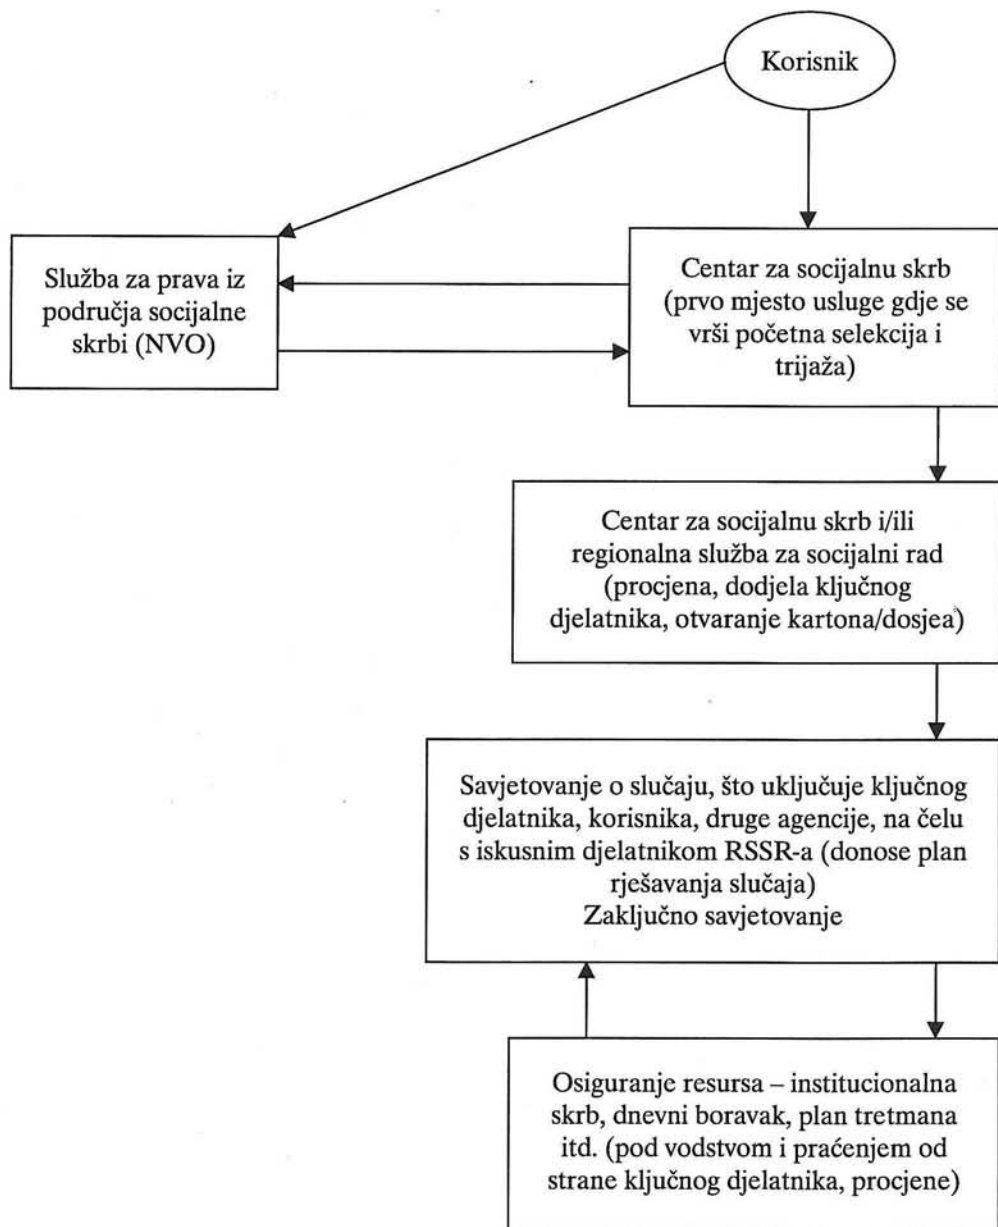 Korisnik
Služba za prava iz
područja socijalne
skrbi (NVO)
Centar za socijalnu skrb
(prvo mjesto usluge gdje se
vrši početna selekcija i
trijaža)
Centar za socijalnu skrb i/ili
regionalna služba za socijalni rad
(procjena, dodjela ključnog
djelatnika, otvaranje kartona/dosjea)
Savjetovanje o slučaju, što uključuje ključnog
djelatnika, korisnika, druge agencije, na čelu
s iskusnim djelatnikom RSSR-a (donose plan
rješavanja slučaja)
Zaključno savjetovanje
Osiguranje resursa – institucionalna
skrb, dnevni boravak, plan tretmana
itd. (pod vodstvom i praćenjem od
strane ključnog djelatnika, procjene)